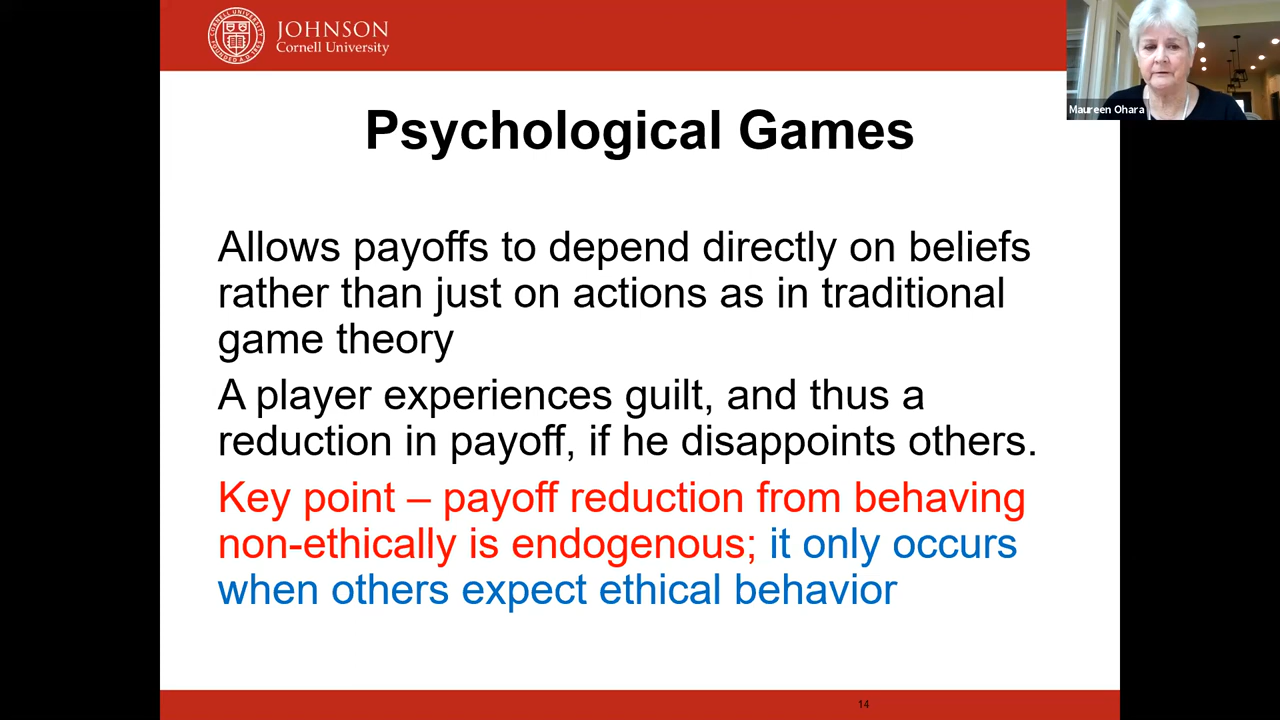 JOHNSON
Cornell University
Maureen Ohara
Psychological Games
Allows payoffs to depend directly on beliefs
rather than just on actions as in traditional
game theory
A player experiences guilt, and thus a
reduction in payoff, if he disappoints others.
Key point – payoff reduction from behaving
non-ethically is endogenous; it only occurs
when others expect ethical behavior
14